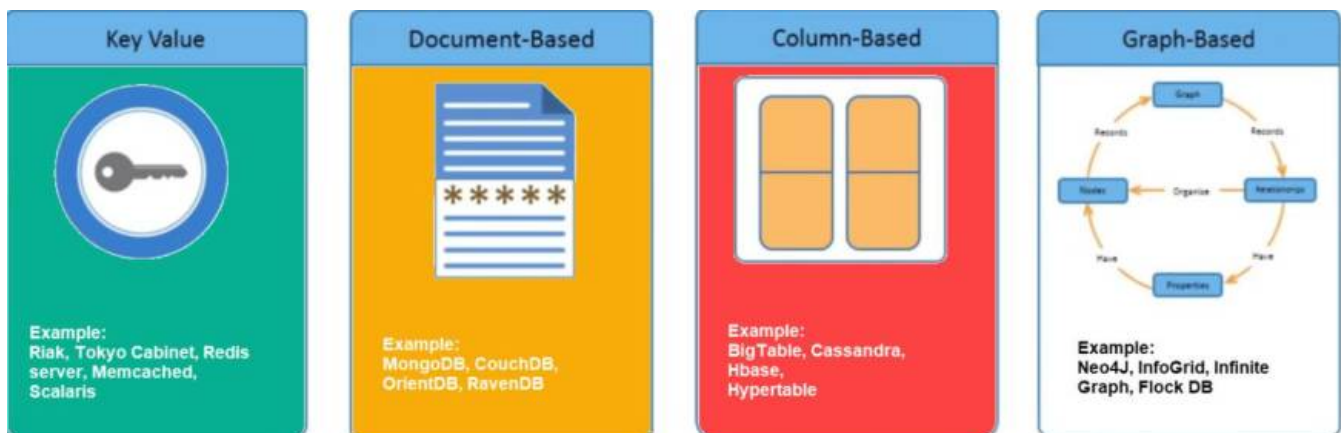 Key Value
Example:
Riak, Tokyo Cabinet, Redis
server, Memcached,
Scalaris
Document-Based
*****
Example:
MongoDB, CouchDB,
OrientDB, RavenDB
Column-Based
Example:
BigTable, Cassandra,
Hbase,
Hypertable
Graph-Based
Graph
Records
Records
Nodes
Organize
Relationships
Have
Have
Properties
Example:
Neo4J, InfoGrid, Infinite
Graph, Flock DB